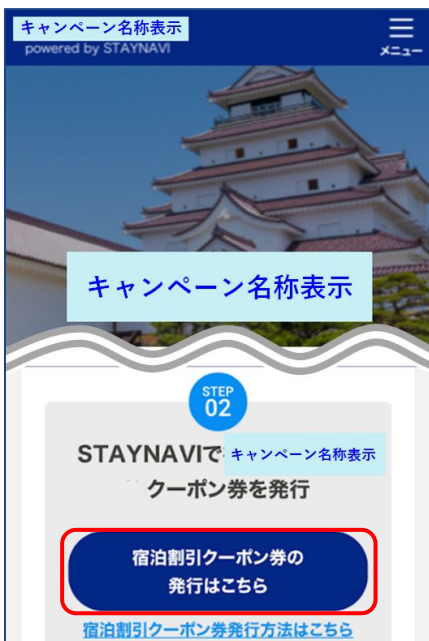 キャンペーン名称表示
powered by STAYNAVI
メニュー
キャンペーン名称表示
STEP
02
STAYNAVIで キャンペーン名称表示
クーポン券を発行
宿泊割引クーポン券の
発行はこちら
宿泊割引クーポン券発行方法はこちら